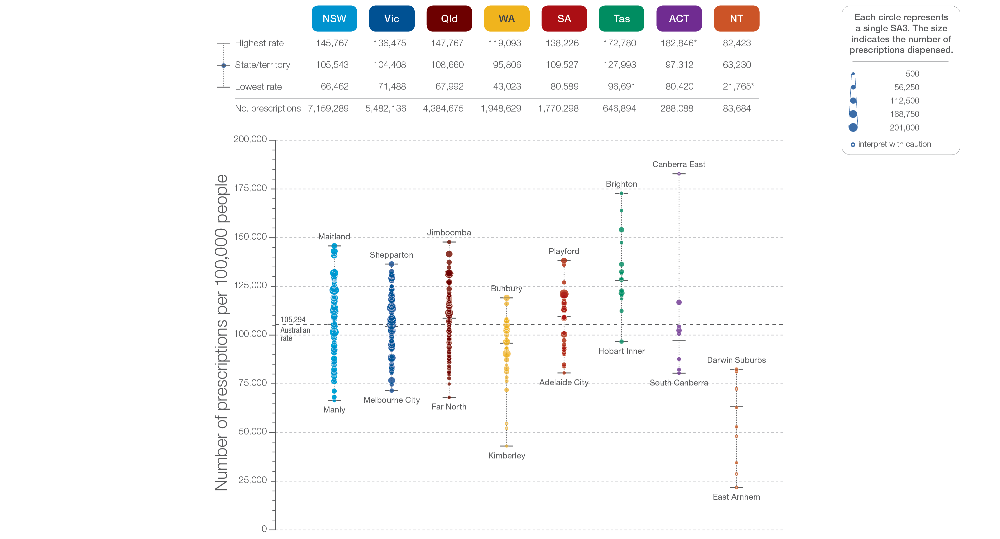 NSW Vic Qld WA SA Tas ACT NT
Highest rate 145,767 136,475 147,767 119,093 138,226 172,780 182,846* 82,423
State/territory 105,543 104,408 108,660 95,806 109,527 127,993 97,312 63,230
Lowest rate 66,462 71,488 67,992 43,023 80,589 96,691 80,420 21,765*
No. prescriptions 7,159,289 5,482,136 4,384,675 1,948,629 1,770,298 646,894 288,088 83,684
Each circle represents
a single SA3. The size
indicates the number of
prescriptions dispensed.
500
56,250
112,500
168,750
201,000
interpret with caution
Number of prescriptions per 100,000 people
200,000
175,000
150,000
125,000
100,000
75,000
50,000
25,000
0
105,294
Australian
rate
Maitland
Manly
Shepparton
Melbourne City
Jimboomba
Far North
Bunbury
Kimberley
Playford
Adelaide City
Brighton
Hobart Inner
Canberra East
South Canberra
Darwin Suburbs
East Arnhem